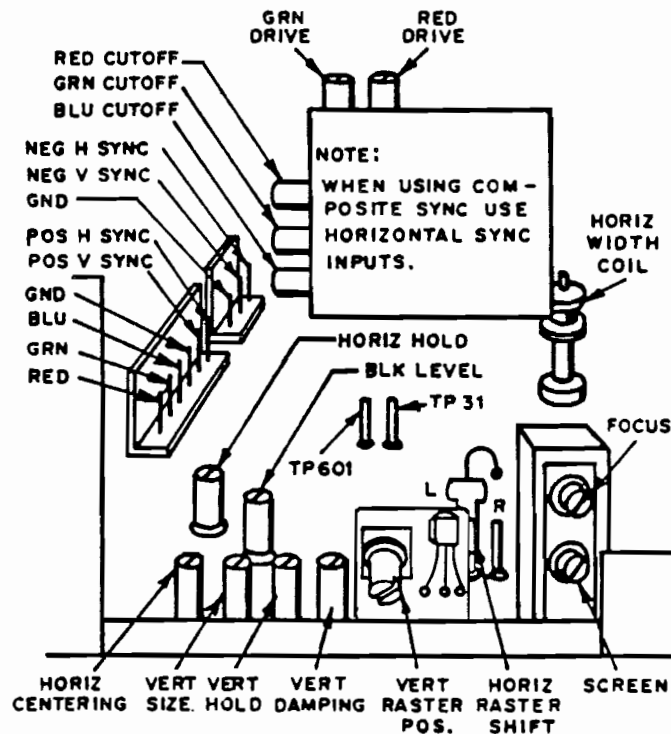 GRN
DRIVE
RED
DRIVE
RED CUTOFF
GRN CUTOFF
BLU CUTOFF
NEG H SYNC
NEG V SYNC
GND
POS H SYNC
POS V SYNC
GND
BLU
GRN
RED
NOTE:
WHEN USING COM-
POSITE SYNC USE
HORIZONTAL SYNC
INPUTS.
HORIZ
WIDTH
COIL
HORIZ HOLD
BLK LEVEL
TP31
TP601
L
R
FOCUS
HORIZ
CENTERING
VERT
SIZE.
VERT
HOLD
VERT
DAMPING
VERT
RASTER
POS.
HORIZ
RASTER
SHIFT
SCREEN